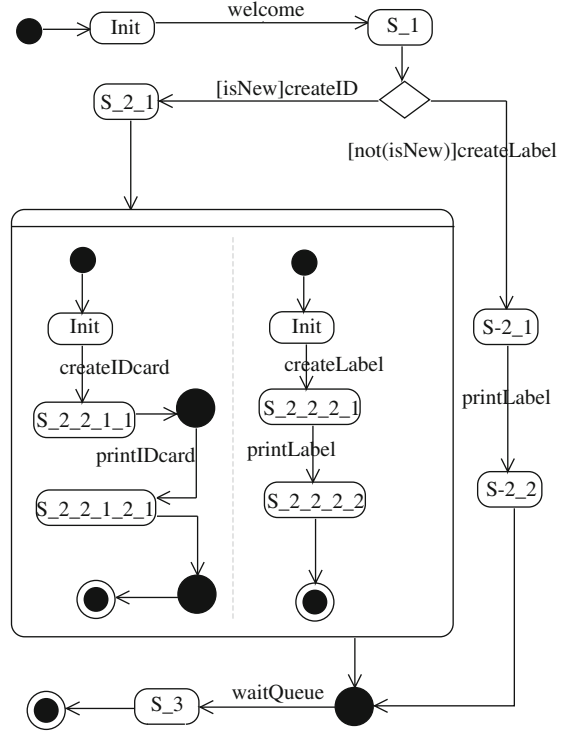 welcome
Init
S_1
[isNew]createID
S_2_1
[not(isNew)]createLabel
Init
Init
S-2_1
createIDcard
createLabel
S_2_2_1_1
S_2_2_2_1
printLabel
printIDcard
printLabel
S_2_2_1_2_1
S_2_2_2_2
S-2_2
waitQueue
S_3